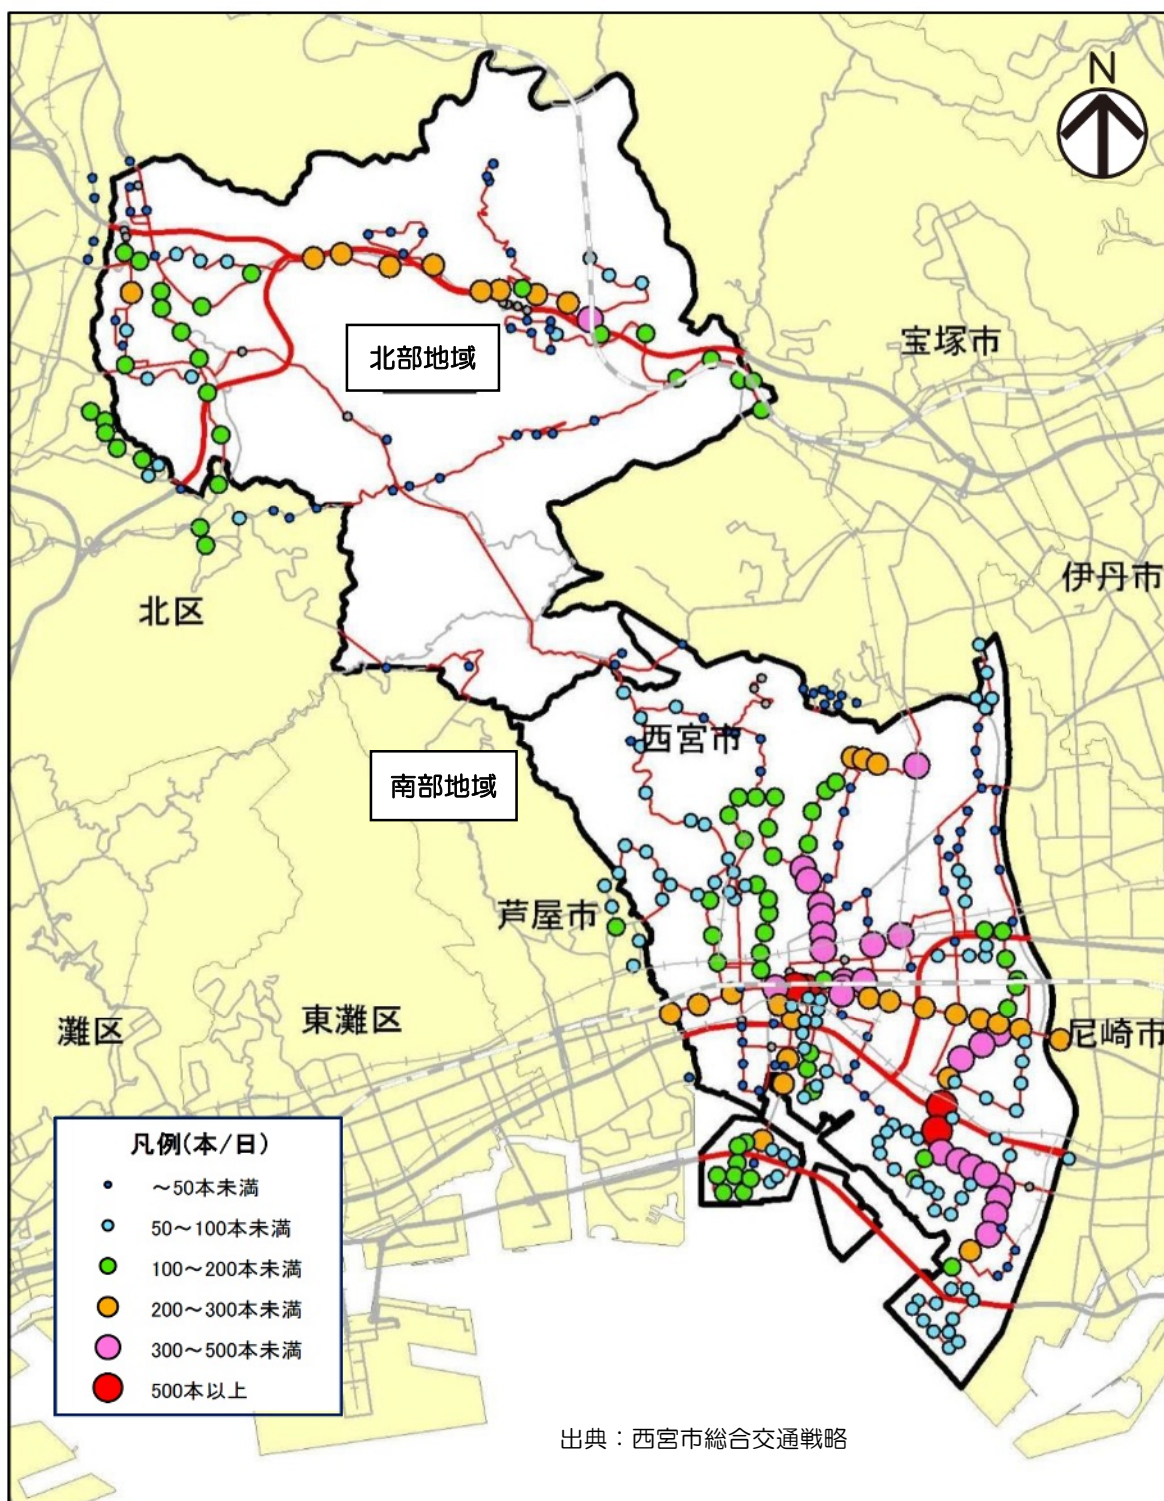 N
宝塚市
北部地域
伊丹市
北区
西宮市
南部地域
芦屋市
東灘区
灘区
尼崎市
凡例(本/日)
～50本未満
50～100本未満
100～200本未満
200～300本未満
300～500本未満
500本以上
出典：西宮市総合交通戦略